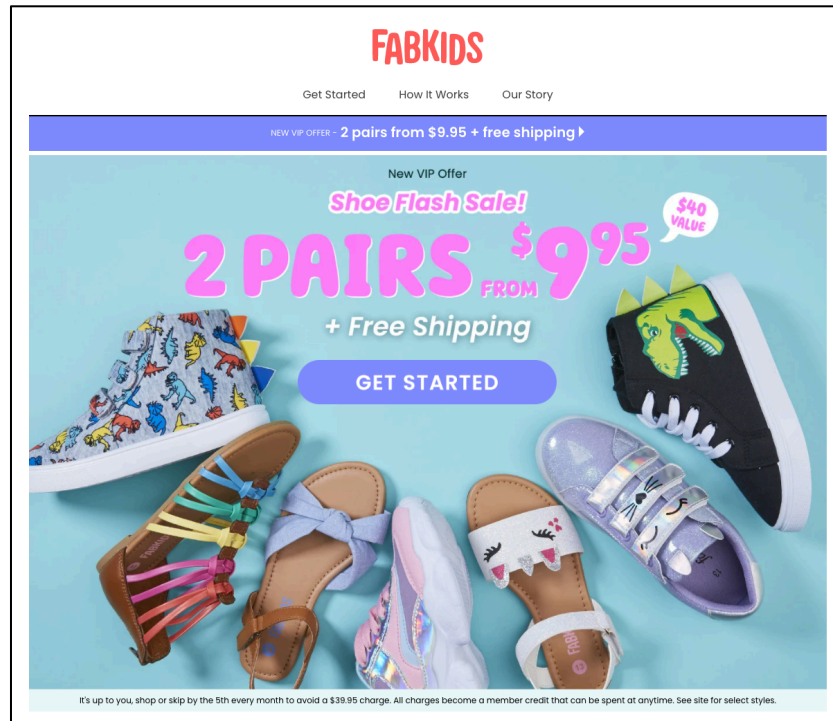 FABKIDS
Get Started How It Works Our Story
NEW VIP OFFER - 2 pairs from $9.95 + free shipping
New VIP Offer
Shoe Flash Sale!
$40
VALUE
2 PAIRS FROM $9.95
+ Free Shipping
GET STARTED
FABKIDS
FABK
13
It's up to you, shop or skip by the 5th every month to avoid a $39.95 charge. All charges become a member credit that can be spent at anytime. See site for select styles.